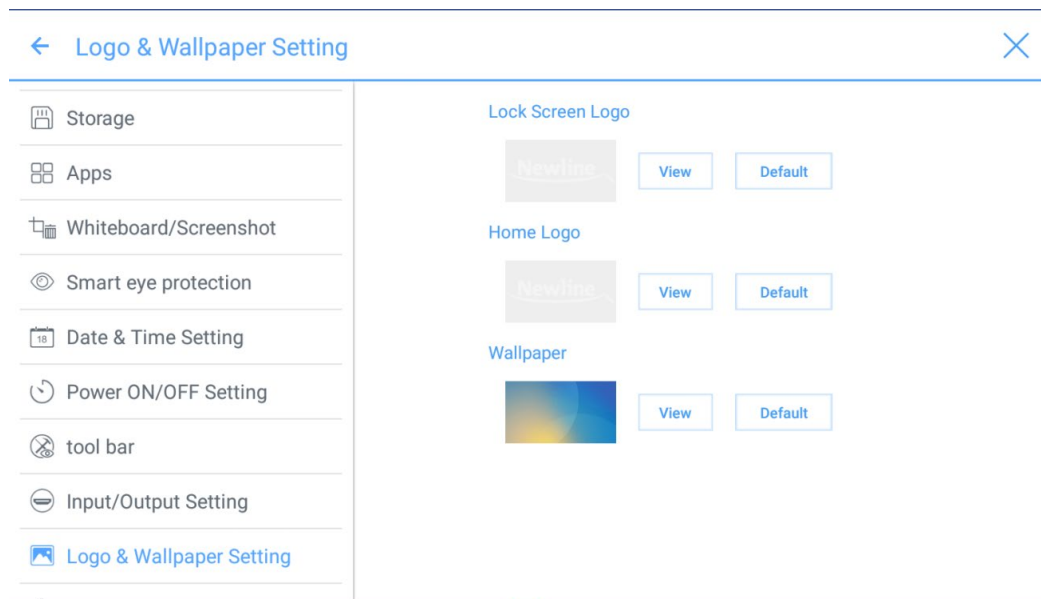 Logo & Wallpaper Setting
Storage
Apps
Whiteboard/Screenshot
Smart eye protection
18
Date & Time Setting
Power ON/OFF Setting
tool bar
Input/Output Setting
Logo & Wallpaper Setting
Lock Screen Logo
Newline
View
Default
Home Logo
Newline
View
Default
Wallpaper
View
Default